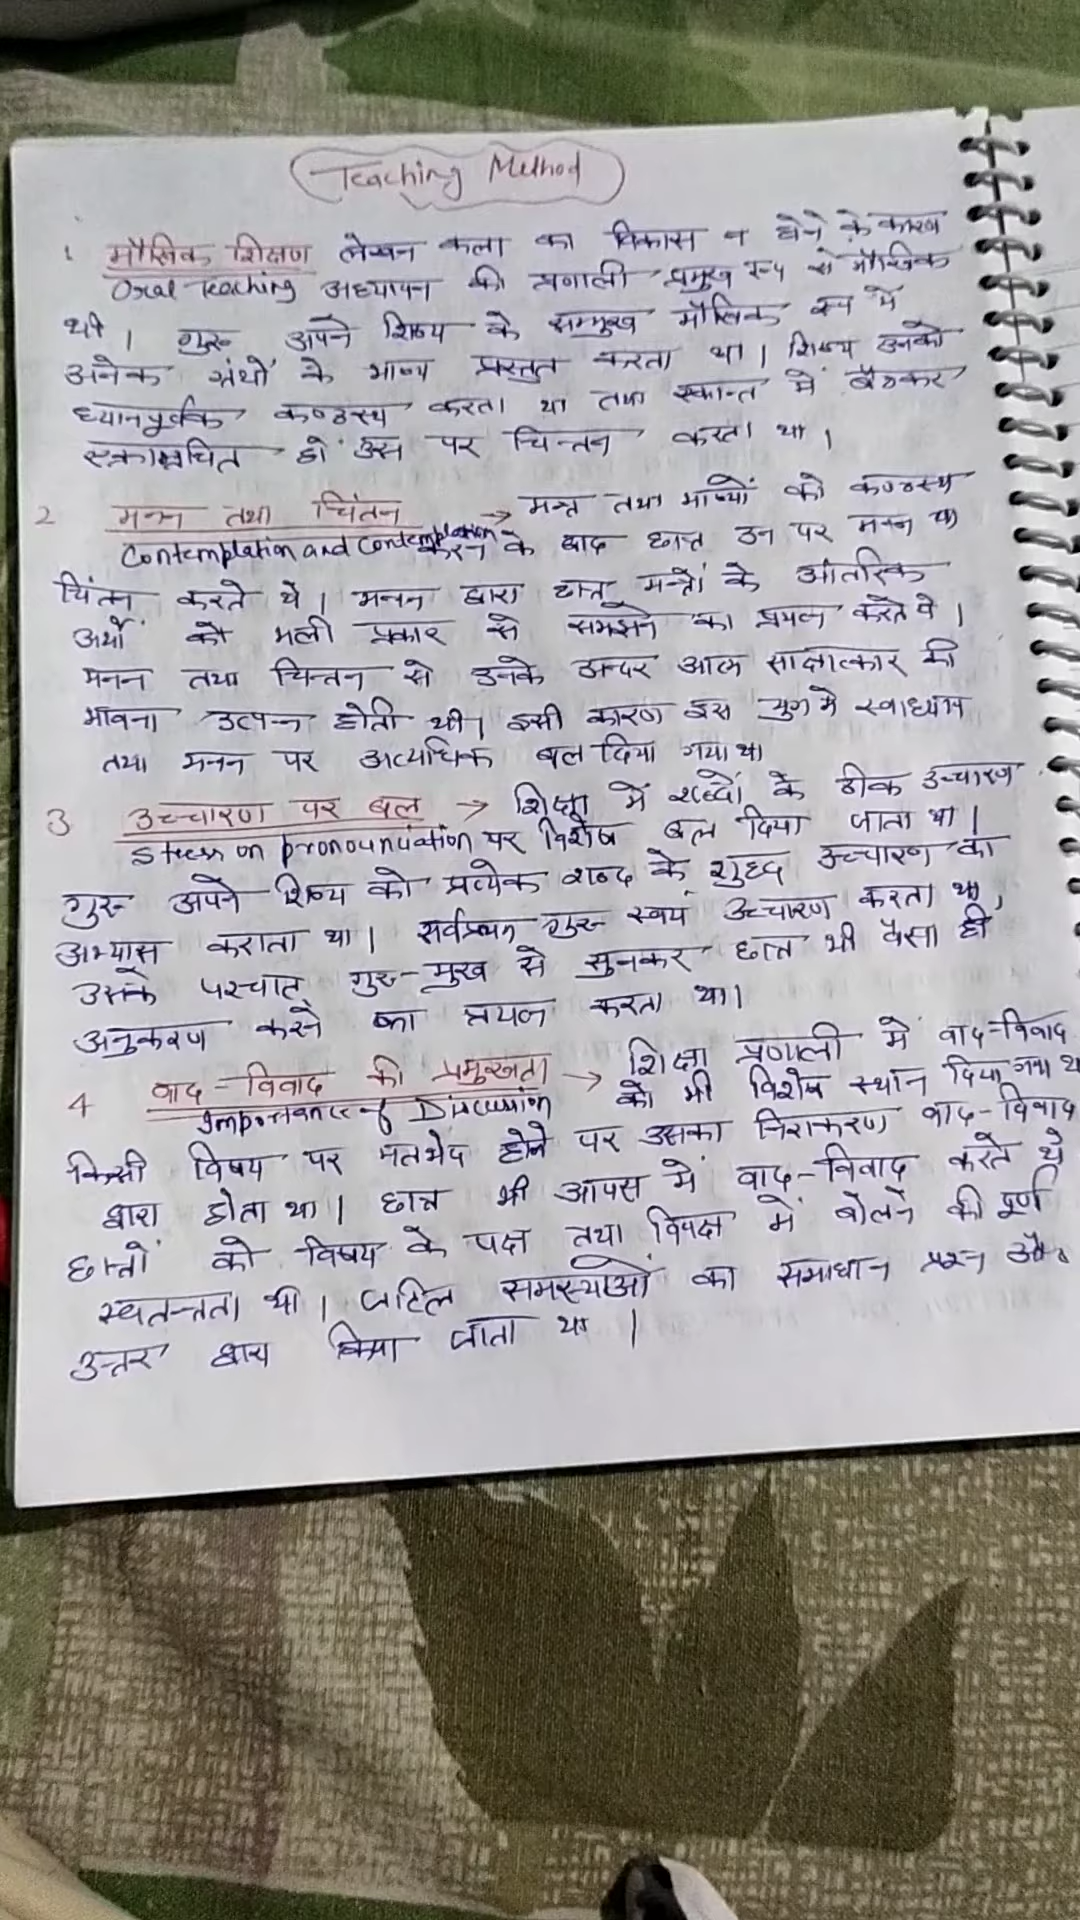 Teaching Method
1 मौखिक शिक्षण लेखन कला का विकास न होने के कारण
Oral Teaching अध्यापन की प्रणाली प्रमुख रूप से मौखिक
थी। गुरु अपने शिष्य के सम्मुख मौखिक रूप में
अनेक ग्रंथों के भाष्य प्रस्तुत करता था। शिष्य उनको
ध्यानपूर्वक कण्ठस्थ करता था तथा एकान्त में बैठकर
हो उस पर चिन्तन करता था।
2 मनन तथा चिंतन → मन्त्र तथा भाष्यों को कण्ठस्थ
Contemplation and Contemplation करने के बाद छात्र उन पर मनन
चिंतन करते थे। मनन द्वारा छात्र मन्त्रों के आंतरिक
अर्थों को भली प्रकार से समझने का प्रयत्न करते थे।
मनन तथा चिन्तन से उनके अन्दर आत्म साक्षात्कार की
भावना उत्पन्न होती थी। इसी कारण इस युग मे स्वाध्याय
तथा मनन पर अत्यधिक बल दिया गया था
3 उच्चारण पर बल → शिक्षा में शब्दों के ठीक उच्चारण
Stress on pronounuiation पर विशेष बल दिया जाता था।
गुरु अपने शिष्य को प्रत्येक शब्द के शुद्ध उच्चारण का
अभ्यास कराता था। सर्वप्रथम गुरु स्वयं उच्चारण करता था,
उसके पश्चात् गुरु-मुख से सुनकर छात्र भी वैसा ही
अनुकरण करने का प्रयत्न करता था।
4 वाद-विवाद की प्रमुखता → शिक्षा प्रणाली में वाद-विवाद
Importance of Discussion को भी विशेष स्थान दिया गया था
किसी विषय पर मतभेद होने पर उसका निराकरण वाद-विवाद
द्वारा होता था। छात्र भी आपस में वाद-विवाद करते थे
छात्रों को विषय के पक्ष तथा विपक्ष में बोलने की पूर्ण
स्वतन्त्रता थी। जटिल समस्याओं का समाधान प्रश्न और
उत्तर द्वारा किया जाता था।